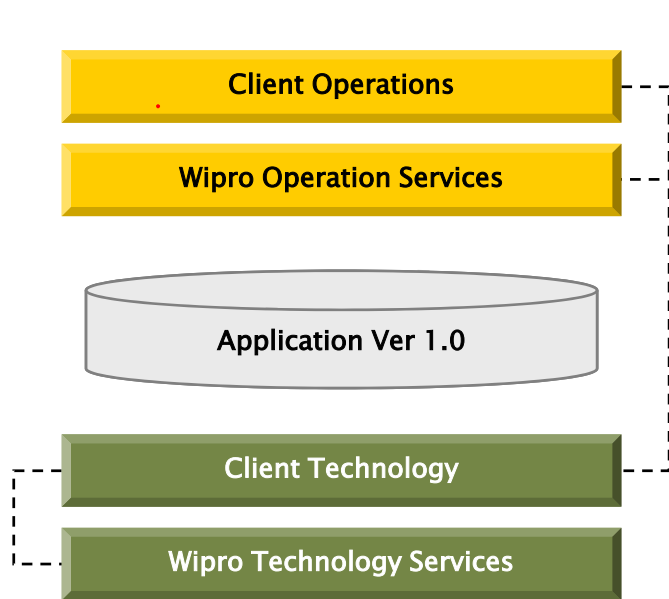 Client Operations
Wipro Operation Services
Application Ver 1.0
Client Technology
Wipro Technology Services